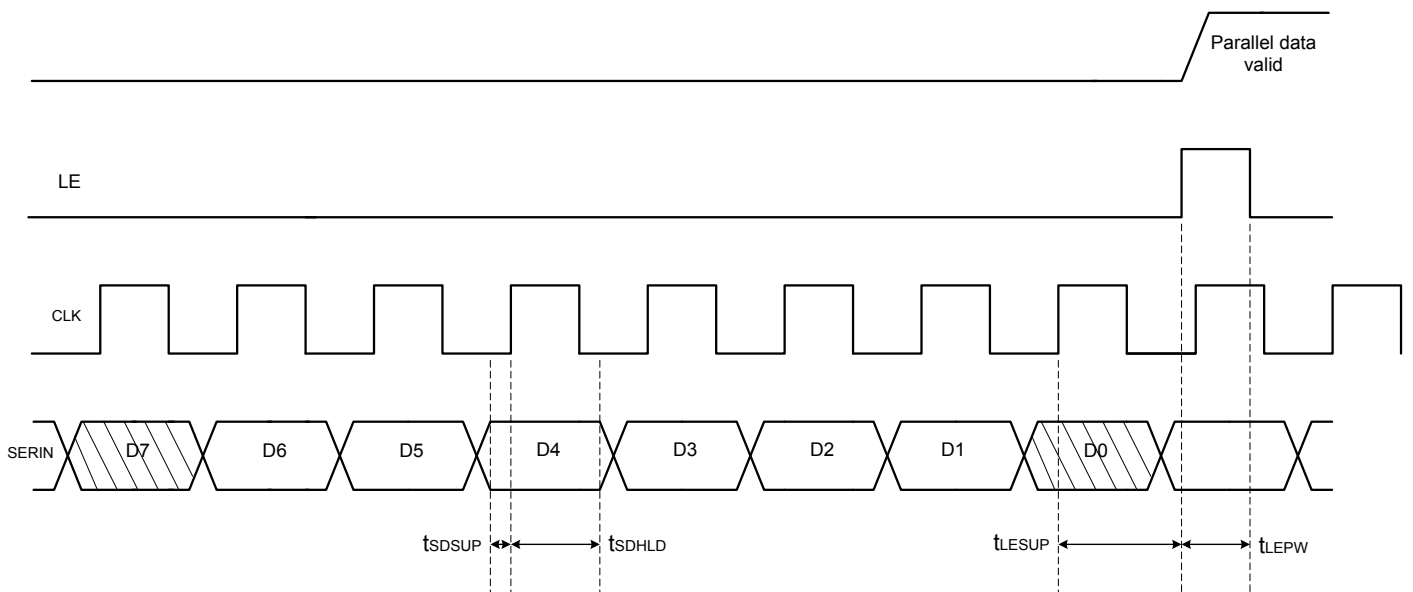 Parallel data
valid
LE
CLK
SERIN
D7
D6
D5
D4
D3
D2
D1
D0
tSDSUP
tSDHLD
tLESUP
tLEPW